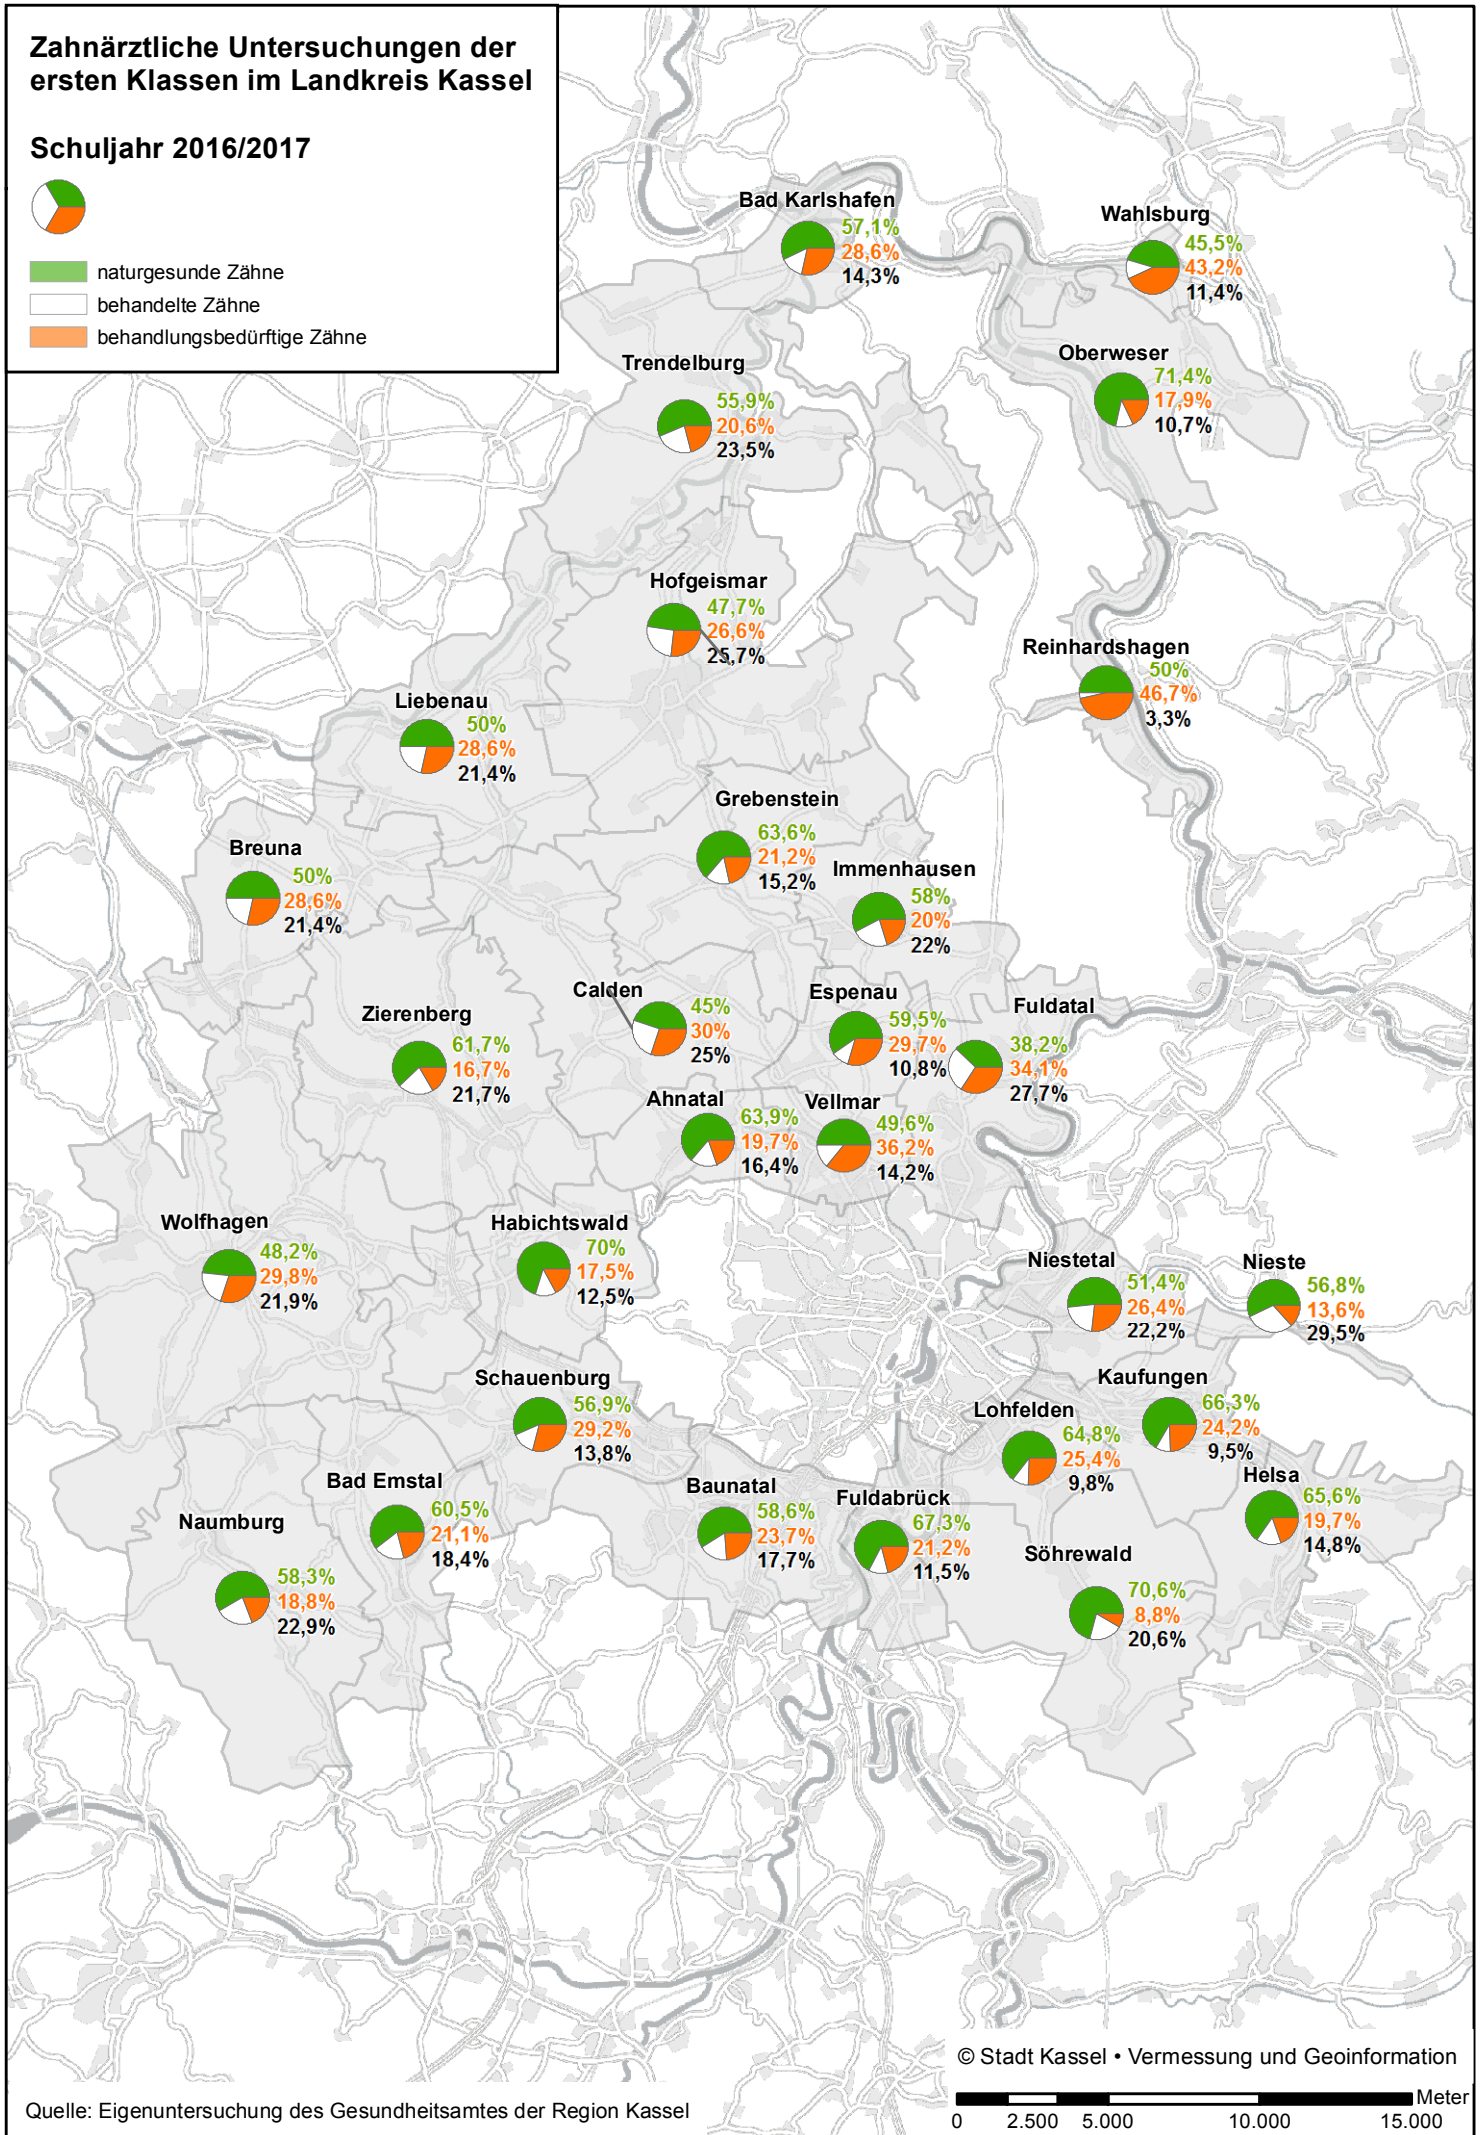 Zahnärztliche Untersuchungen der
ersten Klassen im Landkreis Kassel
Schuljahr 2016/2017
naturgesunde Zähne
behandelte Zähne
behandlungsbedürftige Zähne
Bad Karlshafen
57,1%
28,6%
14,3%
Wahlsburg
45,5%
43,2%
11,4%
Oberweser
71,4%
17,9%
10,7%
Trendelburg
55,9%
20,6%
23,5%
Hofgeismar
47,7%
26,6%
25,7%
Reinhardshagen
50%
46,7%
3,3%
Liebenau
50%
28,6%
21,4%
Grebenstein
63,6%
21,2%
15,2%
Breuna
50%
28,6%
21,4%
Immenhausen
58%
20%
22%
Calden
45%
30%
25%
Espenau
59,5%
29,7%
10,8%
Fuldatal
38,2%
34,1%
27,7%
Zierenberg
61,7%
16,7%
21,7%
Ahnatal
63,9%
19,7%
16,4%
Vellmar
49,6%
36,2%
14,2%
Wolfhagen
48,2%
29,8%
21,9%
Habichtswald
70%
17,5%
12,5%
Niestetal
51,4%
26,4%
22,2%
Nieste
56,8%
13,6%
29,5%
Schauenburg
56,9%
29,2%
13,8%
Kaufungen
66,3%
24,2%
9,5%
Lohfelden
64,8%
25,4%
9,8%
Helsa
65,6%
19,7%
14,8%
Bad Emstal
60,5%
21,1%
18,4%
Baunatal
58,6%
23,7%
17,7%
Fuldabrück
67,3%
21,2%
11,5%
Naumburg
58,3%
18,8%
22,9%
Söhrewald
70,6%
8,8%
20,6%
© Stadt Kassel • Vermessung und Geoinformation
Quelle: Eigenuntersuchung des Gesundheitsamtes der Region Kassel
Meter
0 2.500 5.000 10.000 15.000